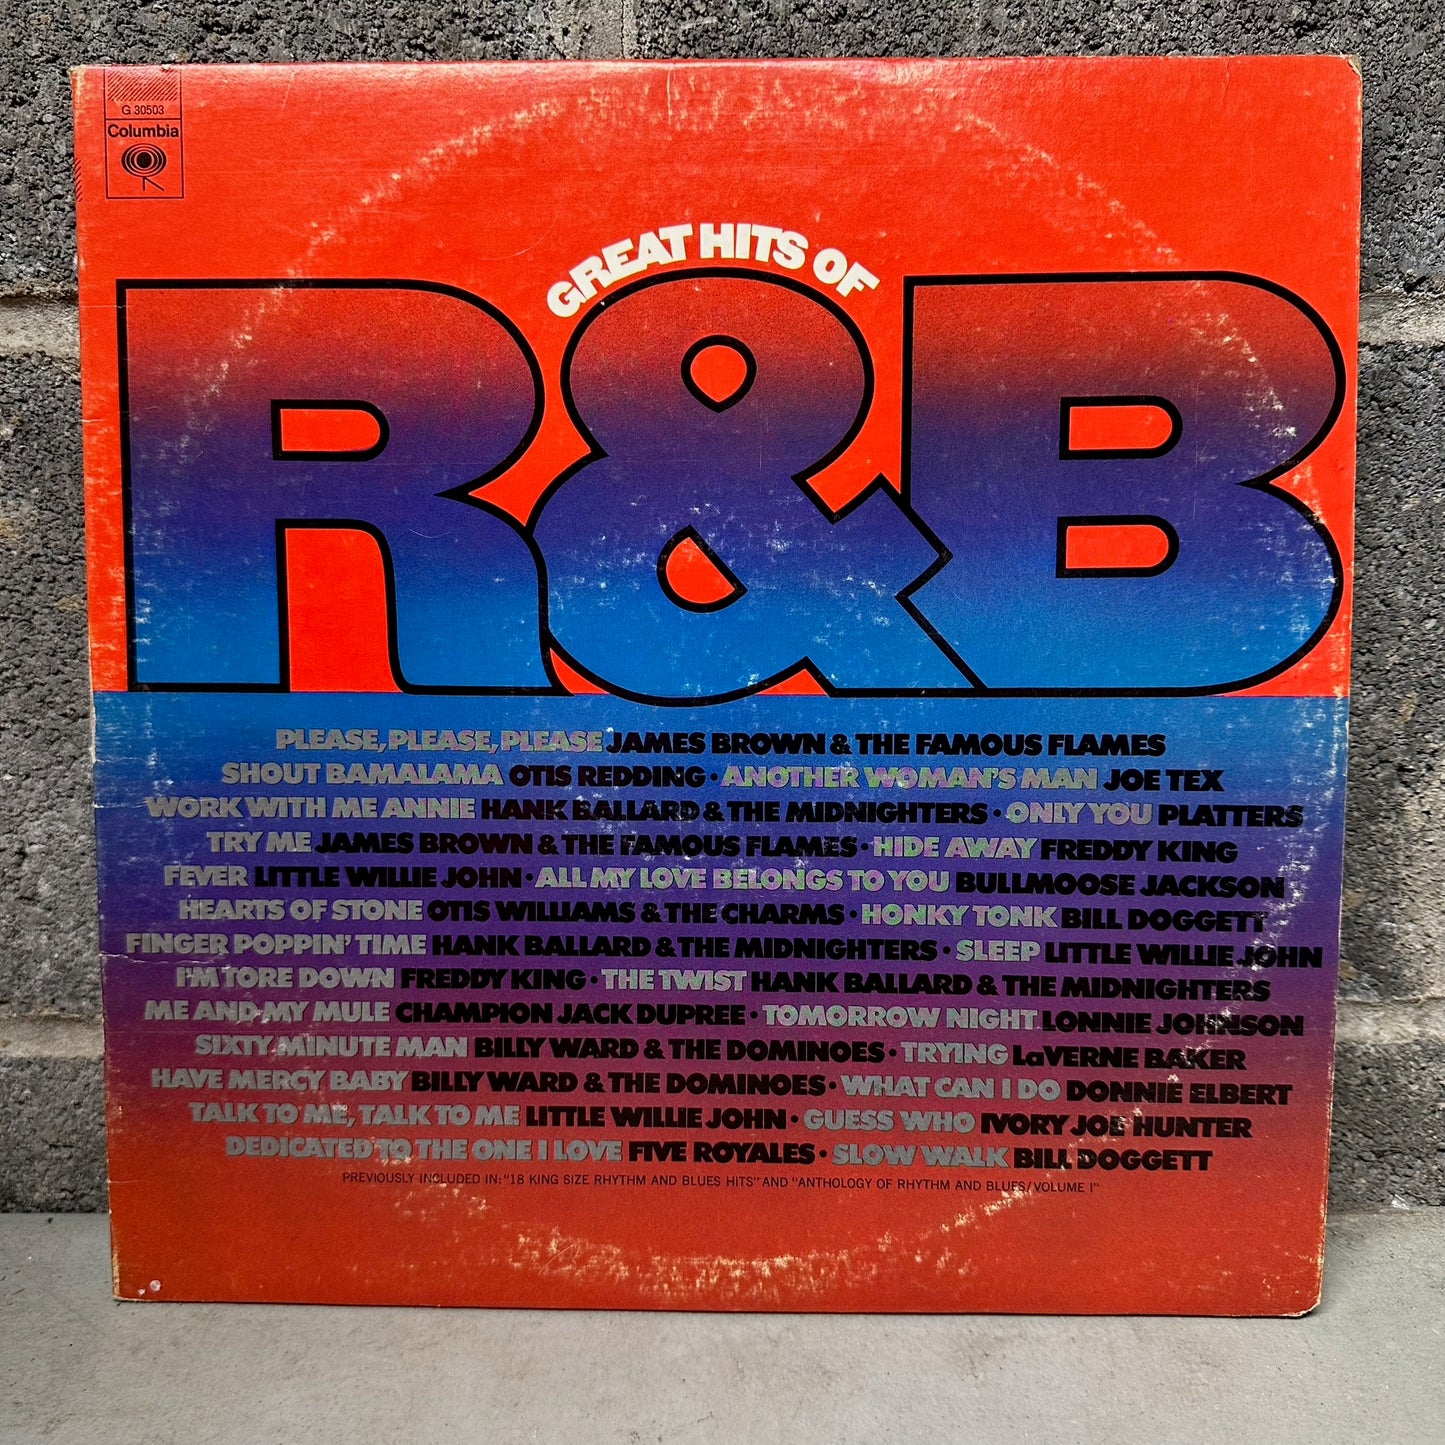 G 30503
Columbia
GREAT HITS OF
R&B
PLEASE, PLEASE, PLEASE JAMES BROWN & THE FAMOUS FLAMES
SHOUT BAMALAMA OTIS REDDING • ANOTHER WOMAN'S MAN JOE TEX
WORK WITH ME ANNIE HANK BALLARD & THE MIDNIGHTERS • ONLY YOU PLATTERS
TRY ME JAMES BROWN & THE FAMOUS FLAMES • HIDE AWAY FREDDY KING
FEVER LITTLE WILLIE JOHN • ALL MY LOVE BELONGS TO YOU BULLMOOSE JACKSON
HEARTS OF STONE OTIS WILLIAMS & THE CHARMS • HONKY TONK BILL DOGGETT
FINGER POPPIN' TIME HANK BALLARD & THE MIDNIGHTERS • SLEEP LITTLE WILLIE JOHN
I'M TORE DOWN FREDDY KING • THE TWIST HANK BALLARD & THE MIDNIGHTERS
ME AND MY MULE CHAMPION JACK DUPREE • TOMORROW NIGHT LONNIE JOHNSON
SIXTY MINUTE MAN BILLY WARD & THE DOMINOES • TRYING LaVERNE BAKER
HAVE MERCY BABY BILLY WARD & THE DOMINOES • WHAT CAN I DO DONNIE ELBERT
TALK TO ME, TALK TO ME LITTLE WILLIE JOHN • GUESS WHO IVORY JOE HUNTER
DEDICATED TO THE ONE I LOVE FIVE ROYALES • SLOW WALK BILL DOGGETT
PREVIOUSLY INCLUDED IN: "18 KING SIZE RHYTHM AND BLUES HITS" AND "ANTHOLOGY OF RHYTHM AND BLUES/VOLUME I"